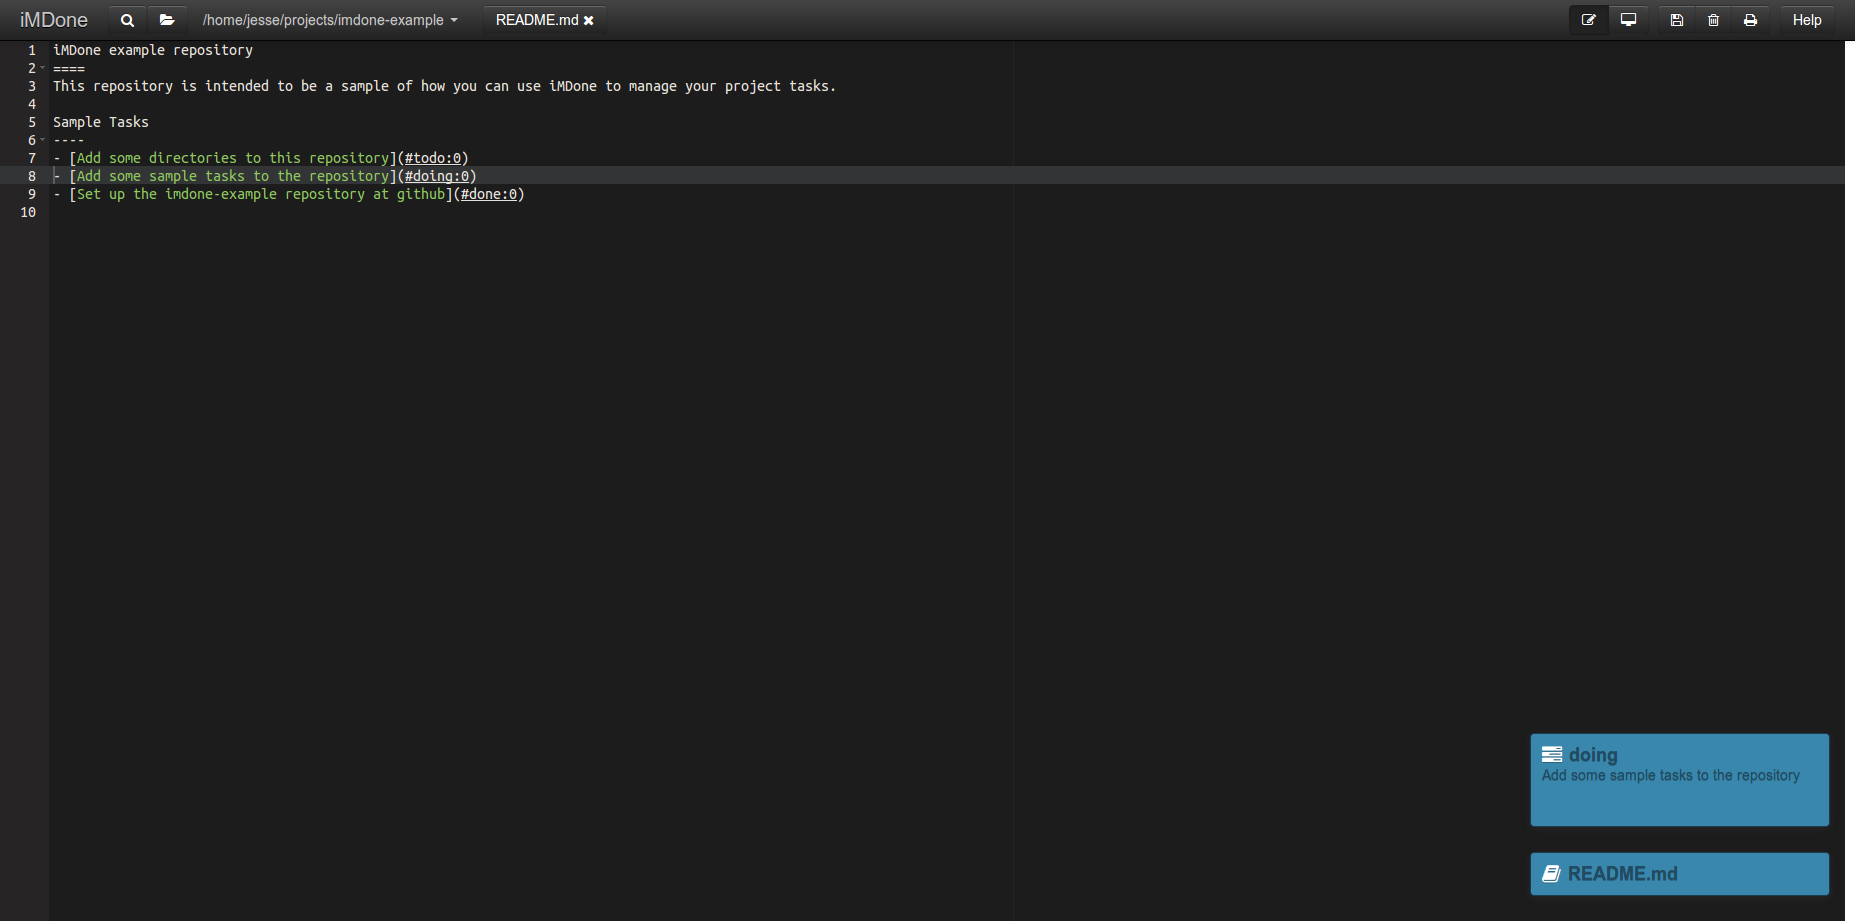 iMDone /home/jesse/projects/imdone-example README.md Help
1 iMDone example repository
2 ====
3 This repository is intended to be a sample of how you can use iMDone to manage your project tasks.
4
5 Sample Tasks
6 ----
7 - [Add some directories to this repository](#todo:0)
8 - [Add some sample tasks to the repository](#doing:0)
9 - [Set up the imdone-example repository at github](#done:0)
10
doing
Add some sample tasks to the repository
README.md